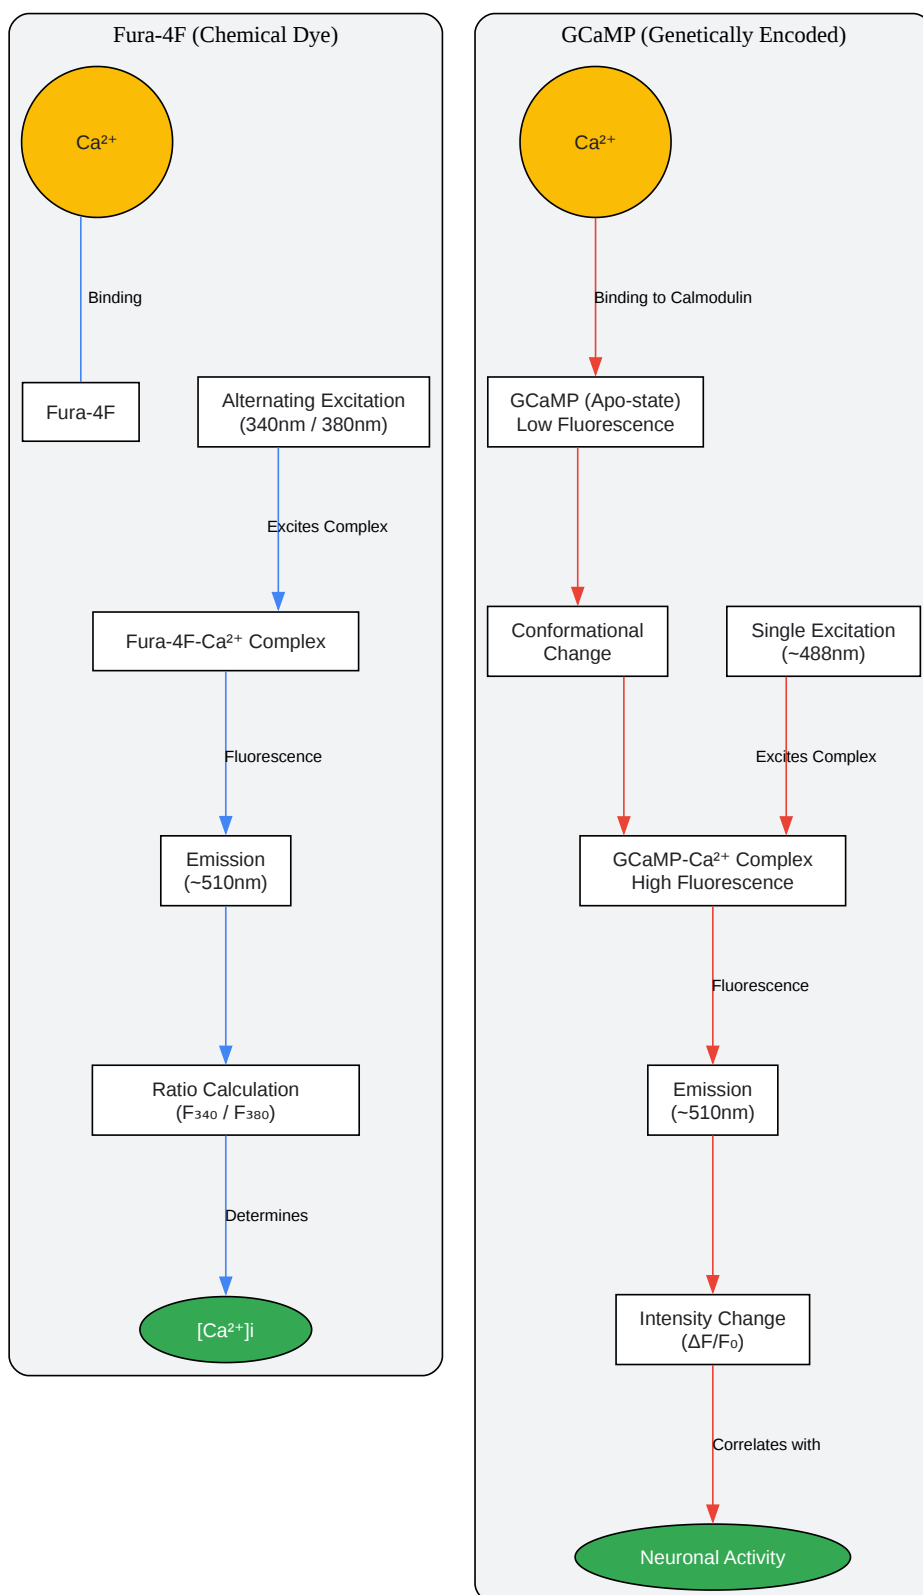 Fura-4F (Chemical Dye)
Ca²⁺
Binding
Fura-4F
Alternating Excitation
(340nm / 380nm)
Excites Complex
Fura-4F-Ca²⁺ Complex
Fluorescence
Emission
(~510nm)
Ratio Calculation
(F₃₄₀ / F₃₈₀)
Determines
[Ca²⁺]i
GCaMP (Genetically Encoded)
Ca²⁺
Binding to Calmodulin
GCaMP (Apo-state)
Low Fluorescence
Conformational
Change
Single Excitation
(~488nm)
Excites Complex
GCaMP-Ca²⁺ Complex
High Fluorescence
Fluorescence
Emission
(~510nm)
Intensity Change
(ΔF/F₀)
Correlates with
Neuronal Activity